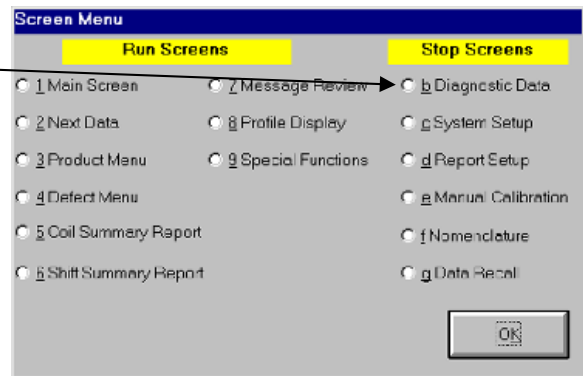 Screen Menu
Run Screens
1 Main Screen
2 Next Data
3 Product Menu
4 Defect Menu
5 Coil Summary Report
6 Shift Summary Report
7 Message Review
8 Profile Display
9 Special Functions
Stop Screens
b Diagnostic Data
c System Setup
d Report Setup
e Manual Calibration
f Nomenclature
g Data Recall
OK